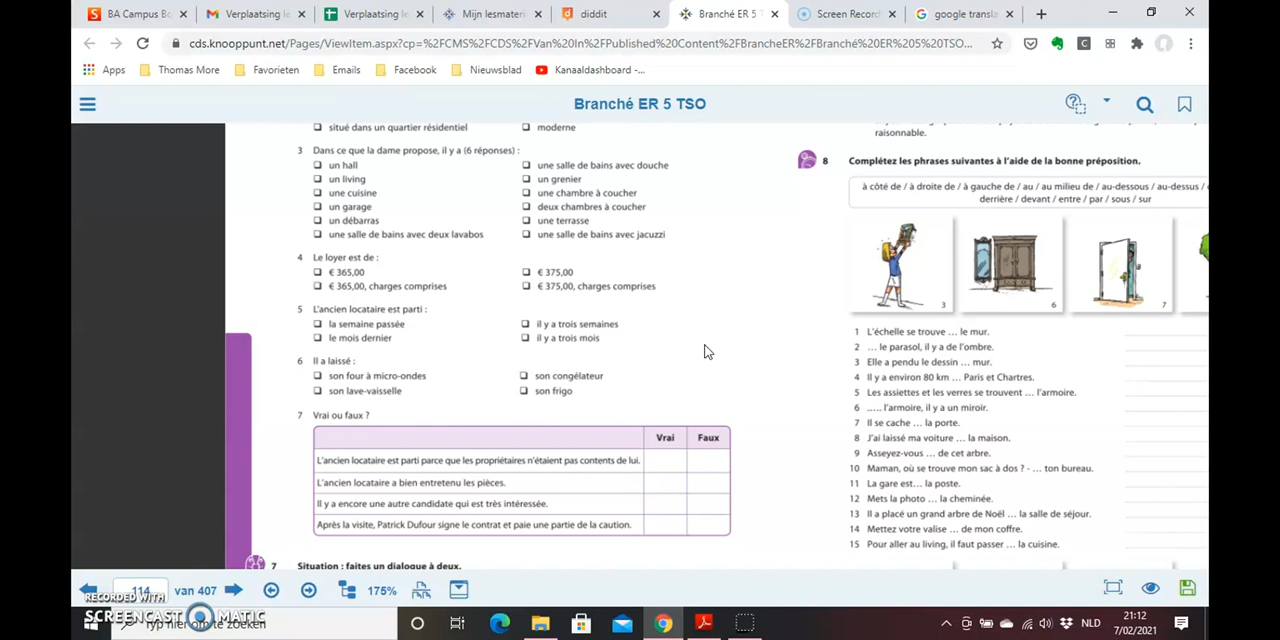 BA Campus Bo
Verplaatsing le
Verplaatsing le
Mijn lesmateri
diddit
Branché ER 5 T
Screen Record
google transla
cds.knooppunt.net/Pages/ViewItem.aspx?cp=%2FCMS%2FCDS%2FVan%20In%2FPublished%20Content%2FBrancheER%2FBranché%20ER%205%20TSO...
Apps
Thomas More
Favorieten
Emails
Facebook
Nieuwsblad
Kanaaldashboard -...
Branché ER 5 TSO
situé dans un quartier résidentiel
moderne
3 Dans ce que la dame propose, il y a (6 réponses) :
un hall
une salle de bains avec douche
un living
un grenier
une cuisine
une chambre à coucher
un garage
deux chambres à coucher
un débarras
une terrasse
une salle de bains avec deux lavabos
une salle de bains avec jacuzzi
4 Le loyer est de :
€ 365,00
€ 375,00
€ 365,00, charges comprises
€ 375,00, charges comprises
5 L'ancien locataire est parti :
la semaine passée
il y a trois semaines
le mois dernier
il y a trois mois
6 Il a laissé :
son four à micro-ondes
son congélateur
son lave-vaisselle
son frigo
7 Vrai ou faux ?
Vrai
Faux
L'ancien locataire est parti parce que les propriétaires n'étaient pas contents de lui.
L'ancien locataire a bien entretenu les pièces.
Il y a encore une autre candidate qui est très intéressée.
Après la visite, Patrick Dufour signe le contrat et paie une partie de la caution.
7 Situation : faites un dialogue à deux.
raisonnable.
8 Complétez les phrases suivantes à l'aide de la bonne préposition.
à côté de / à droite de / à gauche de / au / au milieu de / au-dessous / au-dessus /
derrière / devant / entre / par / sous / sur
3
6
7
1 L'échelle se trouve ... le mur.
2 ... le parasol, il y a de l'ombre.
3 Elle a pendu le dessin ... mur.
4 Il y a environ 80 km ... Paris et Chartres.
5 Les assiettes et les verres se trouvent ... l'armoire.
6 ..... l'armoire, il y a un miroir.
7 Il se cache ... la porte.
8 J'ai laissé ma voiture ... la maison.
9 Asseyez-vous ... de cet arbre.
10 Maman, où se trouve mon sac à dos ? - ... ton bureau.
11 La gare est... la poste.
12 Mets la photo ... la cheminée.
13 Il a placé un grand arbre de Noël ... la salle de séjour.
14 Mettez votre valise ... de mon coffre.
15 Pour aller au living, il faut passer ... la cuisine.
114
van 407
175%
RECORDED WITH
SCREENCAST MATIC
Typ hier om te zoeken
NLD
21:12
7/02/2021